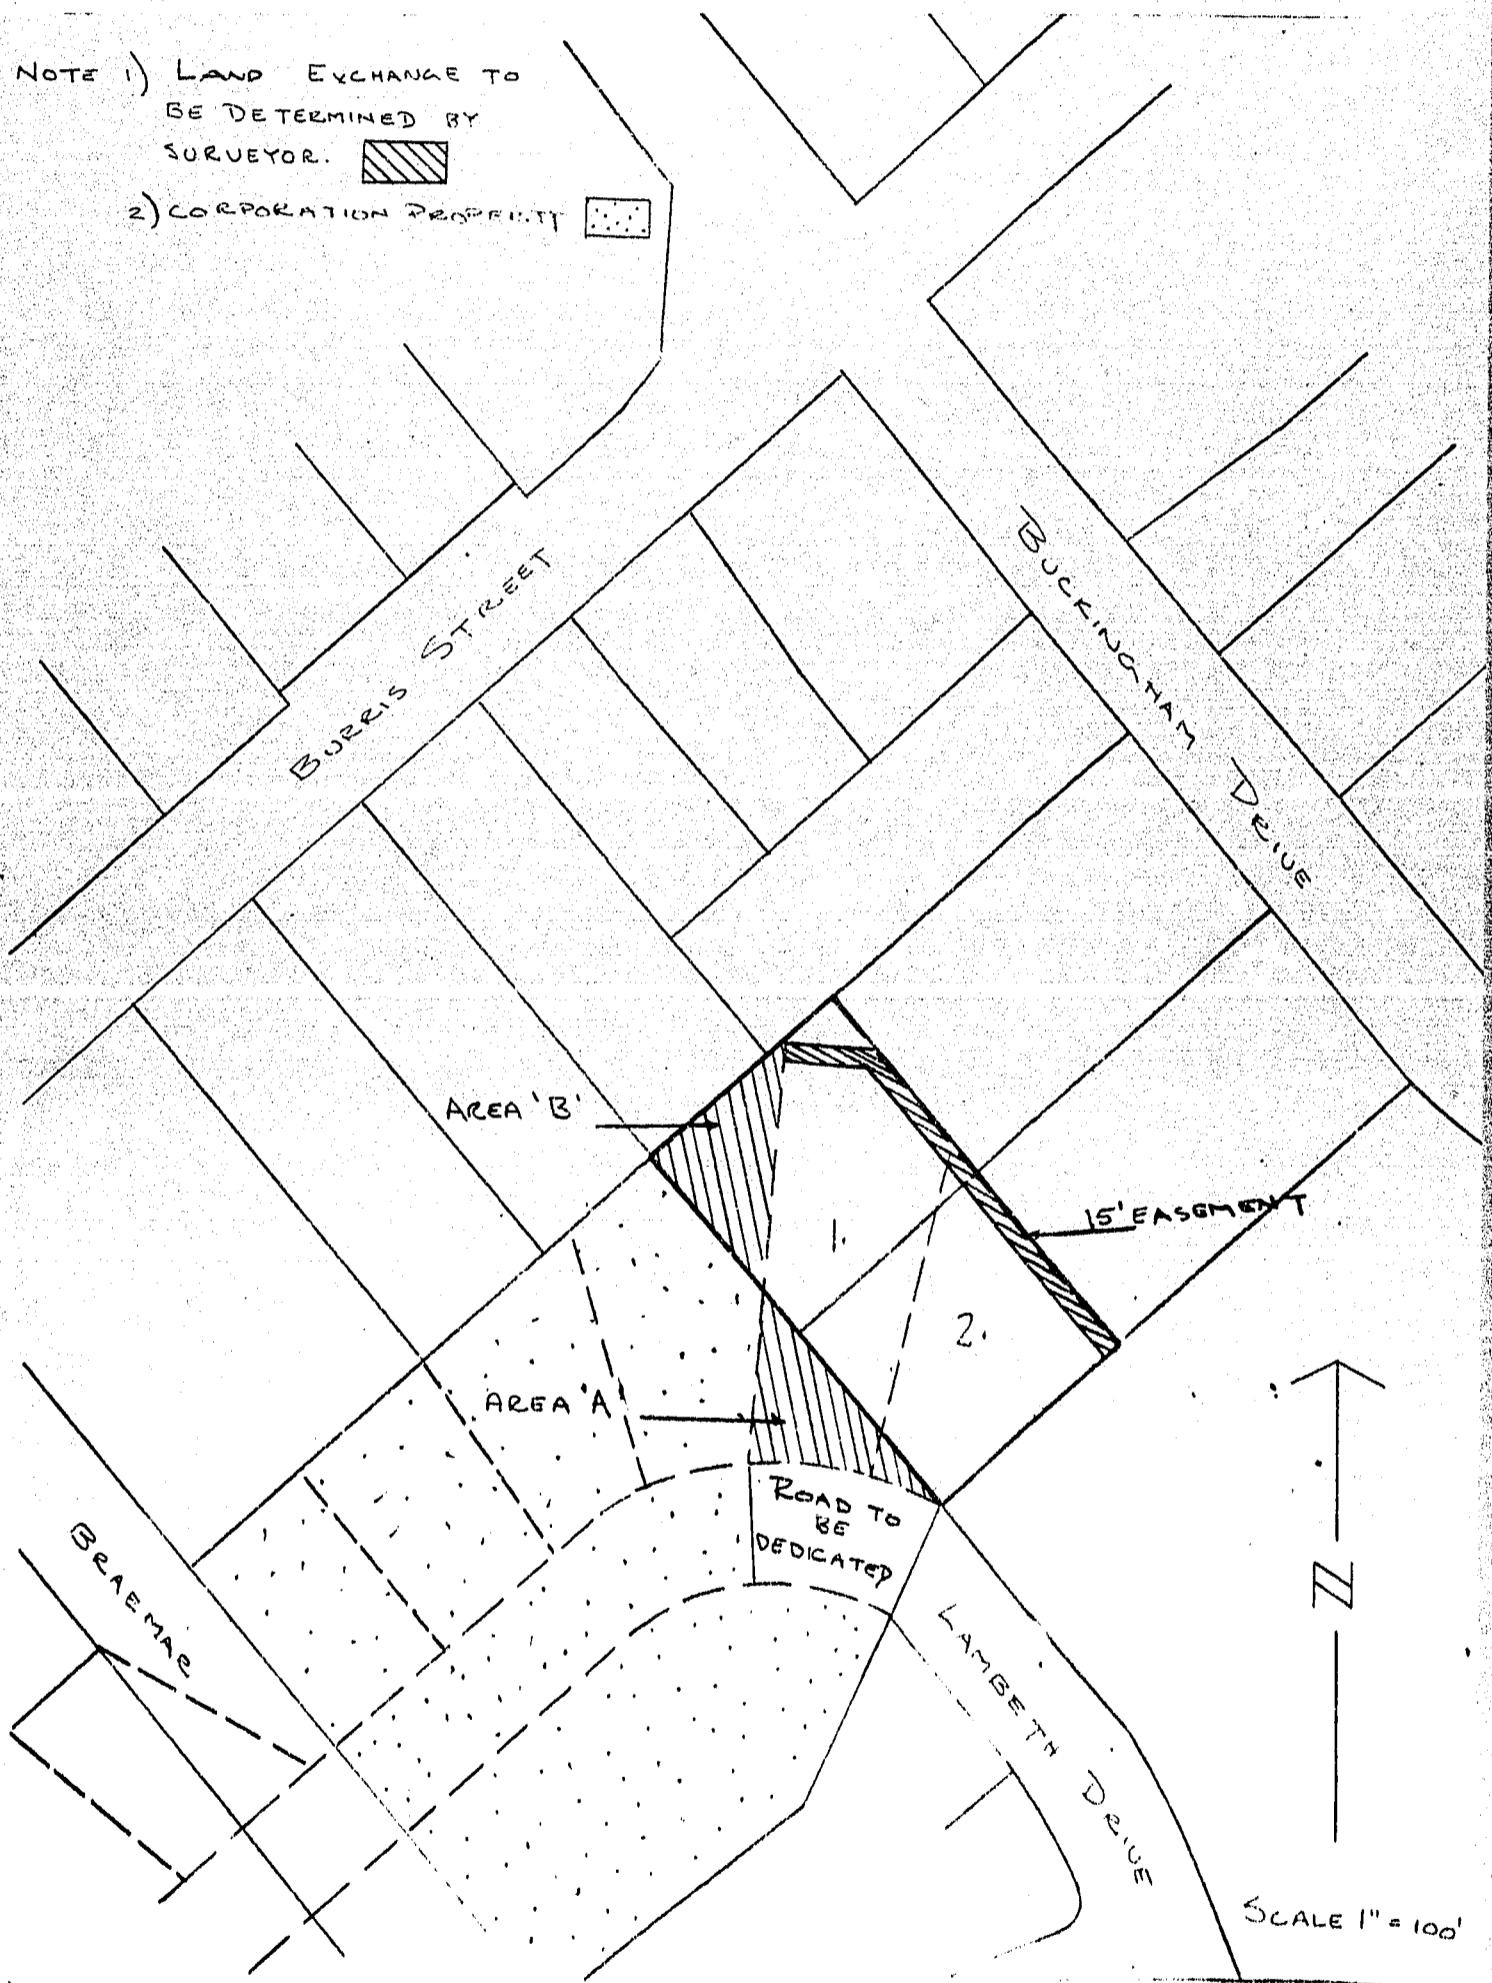 NOTE 1) LAND EXCHANGE TO
BE DETERMINED BY
SURVEYOR.
2) CORPORATION PROPERTY
BURRIS STREET
BUCKINGHAM DRIVE
AREA 'B'
15' EASEMENT
1.
2.
AREA 'A'
ROAD TO
BE
DEDICATED
BRAEMAR
LAMBETH DRIVE
N
SCALE 1" = 100'